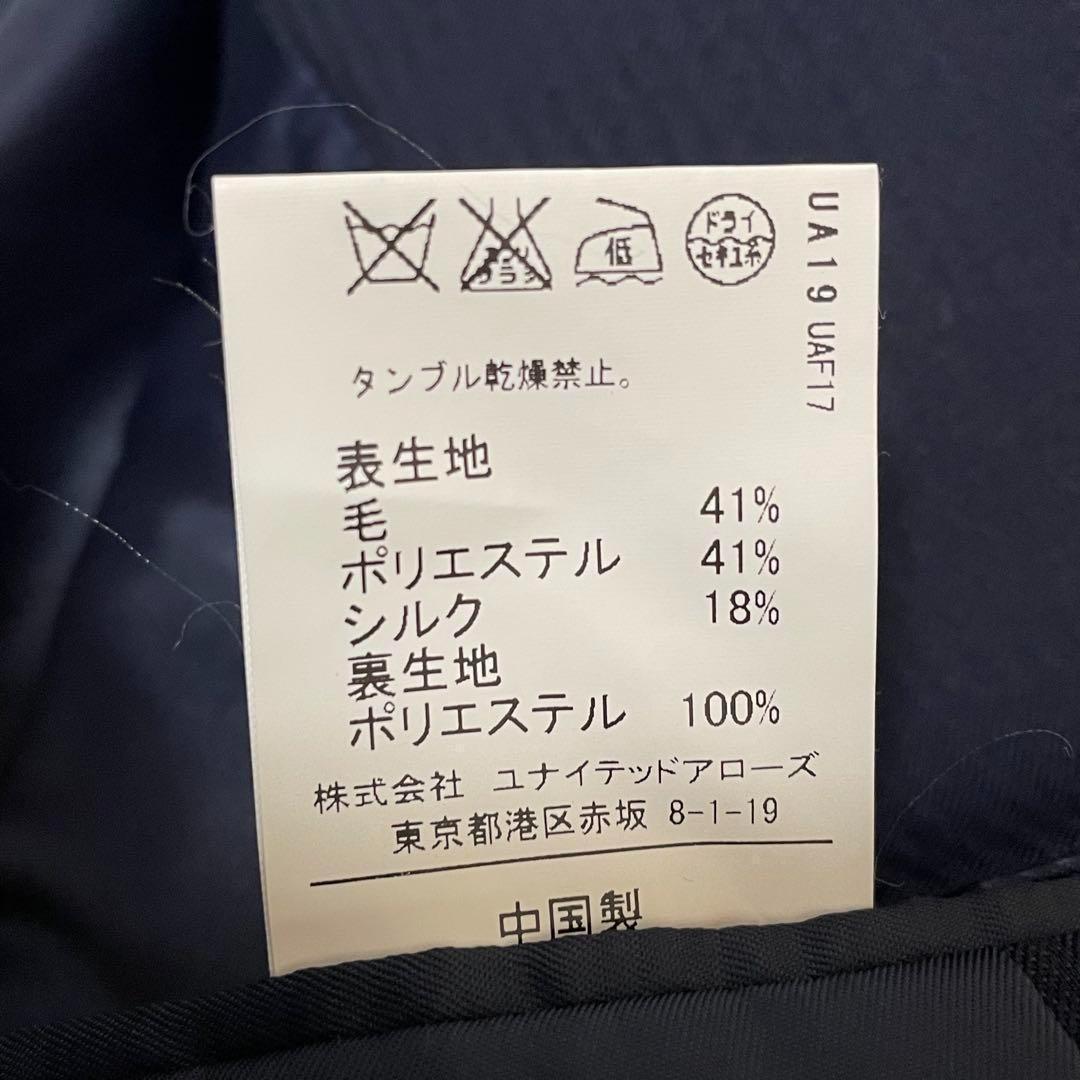 低
ドライ
セキユ系
タンブル乾燥禁止。
表生地
毛 41%
ポリエステル 41%
シルク 18%
裏生地
ポリエステル 100%
株式会社 ユナイテッドアローズ
東京都港区赤坂 8-1-19
中国製
UA19 UAF17